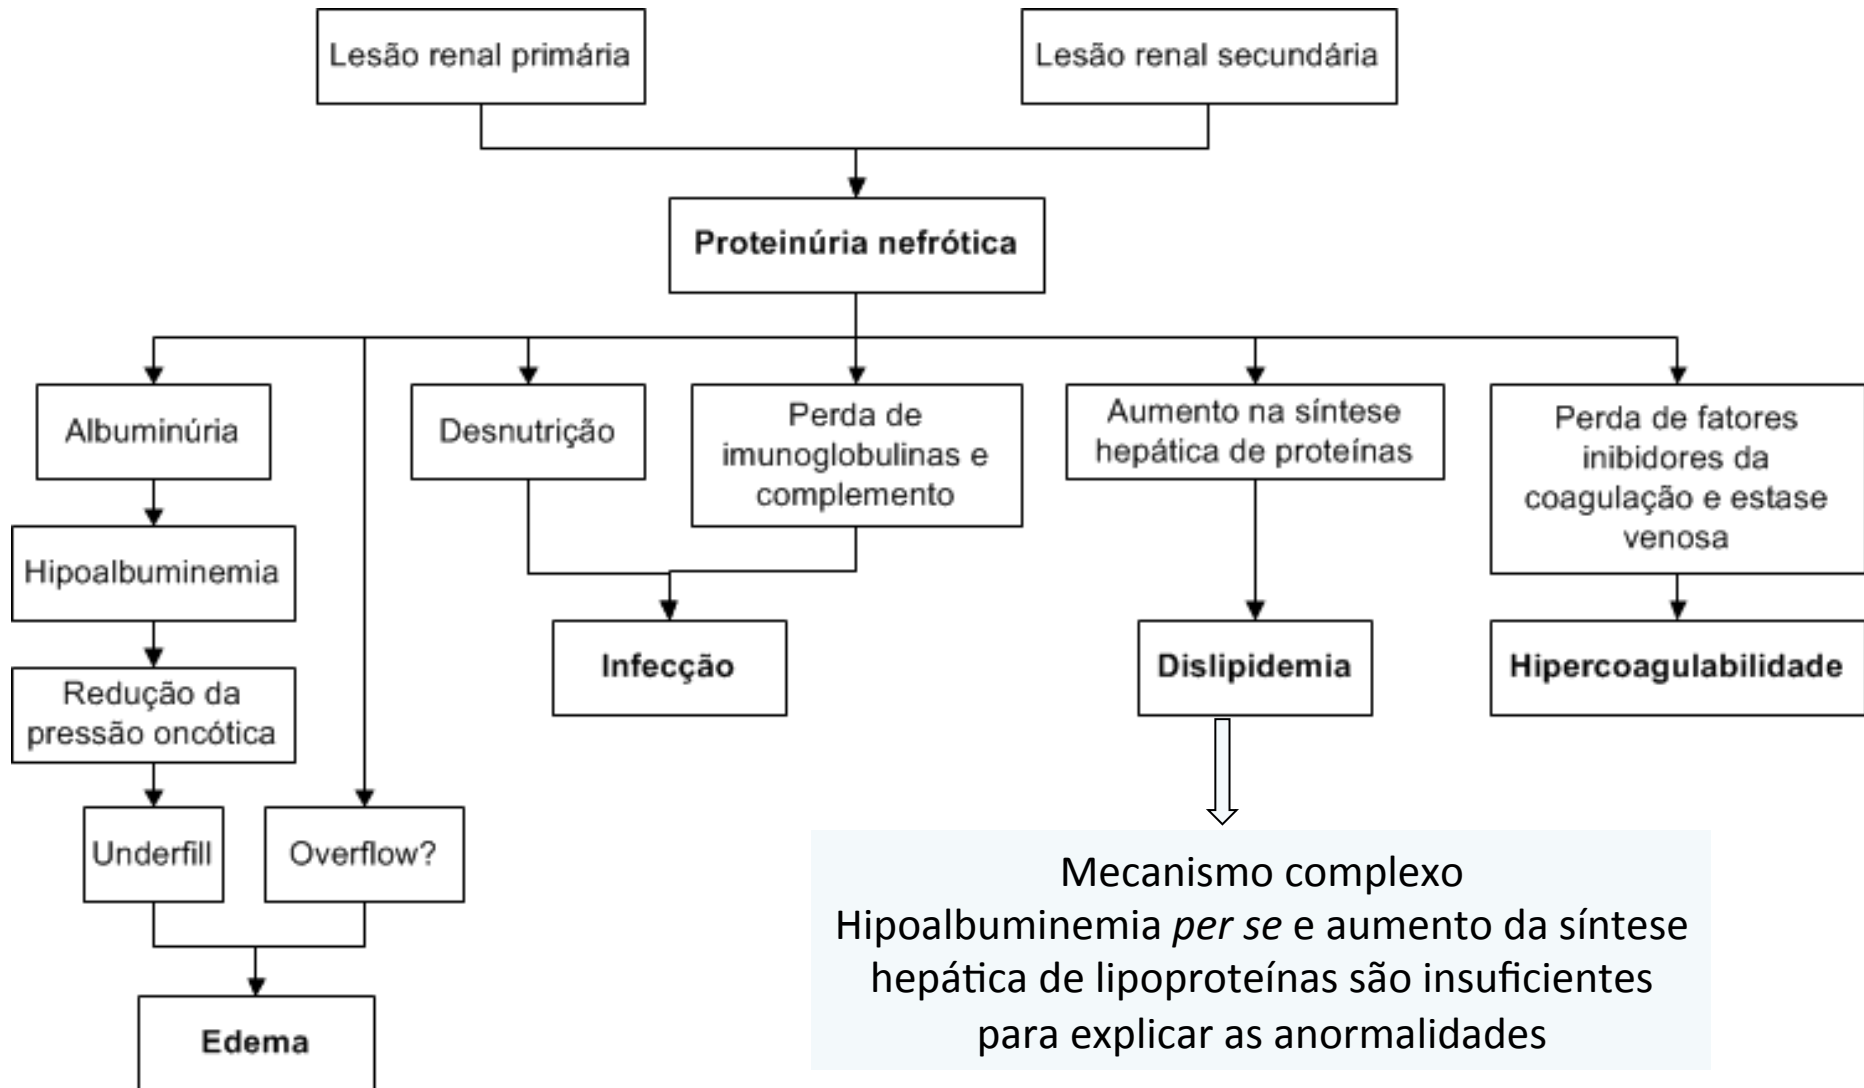 Lesão renal primária
Lesão renal secundária
Proteinúria nefrótica
Albuminúria
Desnutrição
Perda de
imunoglobulinas e
complemento
Aumento na síntese
hepática de proteínas
Perda de fatores
inibidores da
coagulação e estase
venosa
Hipoalbuminemia
Infecção
Dislipidemia
Hipercoagulabilidade
Redução da
pressão oncótica
Underfill
Overflow?
Edema
Mecanismo complexo
Hipoalbuminemia per se e aumento da síntese
hepática de lipoproteínas são insuficientes
para explicar as anormalidades